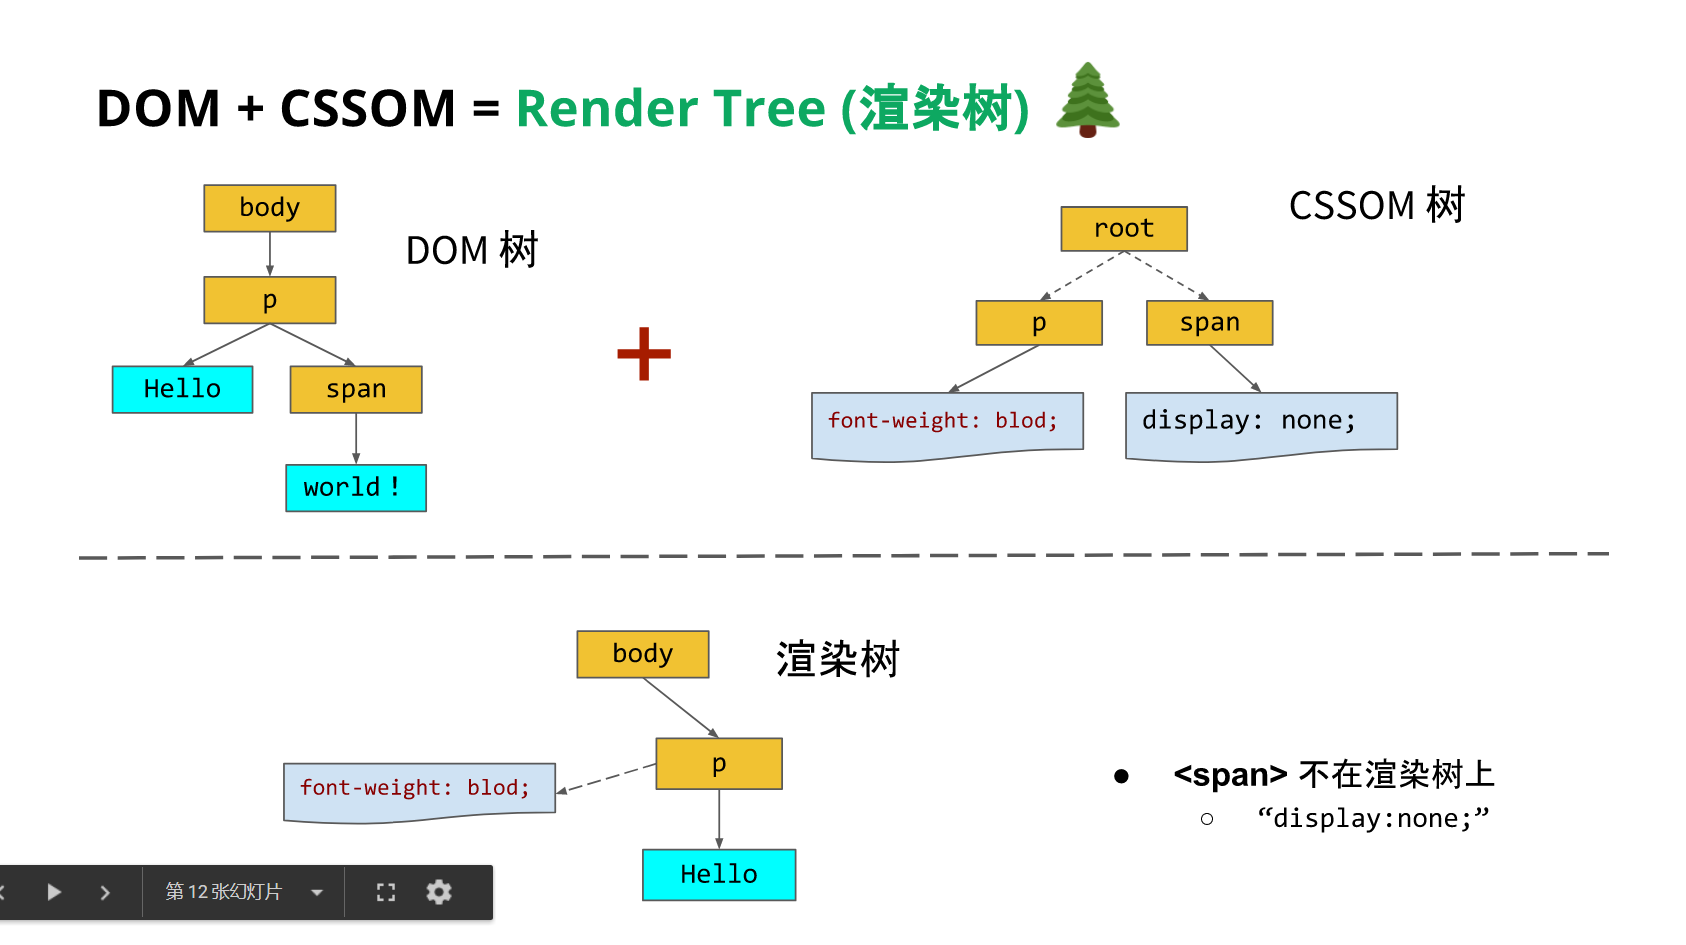 DOM + CSSOM = Render Tree (渲染树)
body
DOM 树
p
Hello
span
world！
CSSOM 树
root
p
span
font-weight: blod;
display: none;
渲染树
body
p
font-weight: blod;
Hello
● <span> 不在渲染树上
○ “display:none;”
第 12 张幻灯片